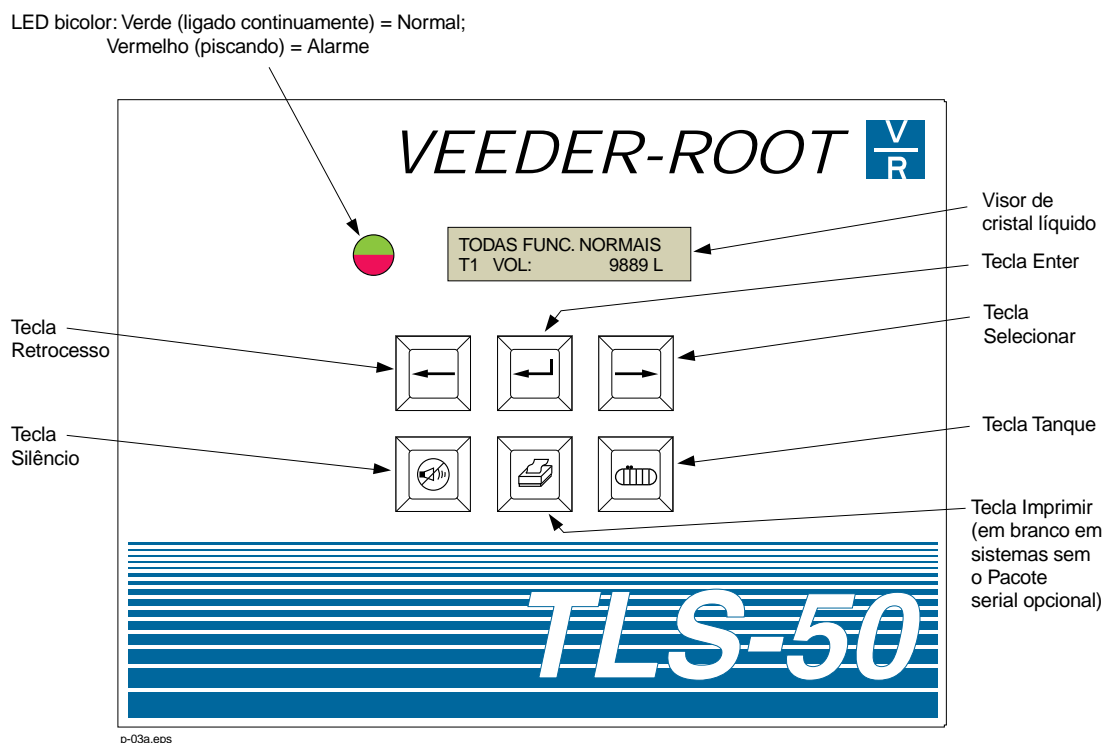 LED bicolor: Verde (ligado continuamente) = Normal;
Vermelho (piscando) = Alarme
VEEDER-ROOT
V
R
TODAS FUNC. NORMAIS
T1 VOL: 9889 L
Visor de
cristal líquido
Tecla Enter
Tecla
Selecionar
Tecla
Retrocesso
Tecla
Silêncio
Tecla Tanque
Tecla Imprimir
(em branco em
sistemas sem
o Pacote
serial opcional)
TLS-50
p-03a.eps